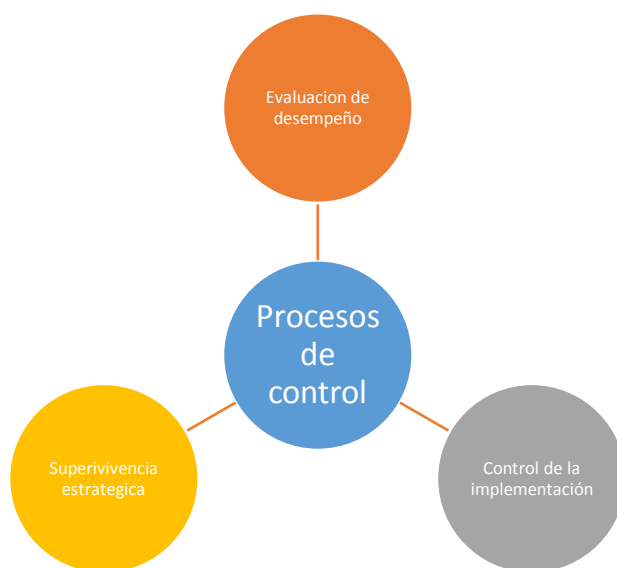 Evaluacion de
desempeño
Procesos
de
control
Superivivencia
estrategica
Control de la
implementación